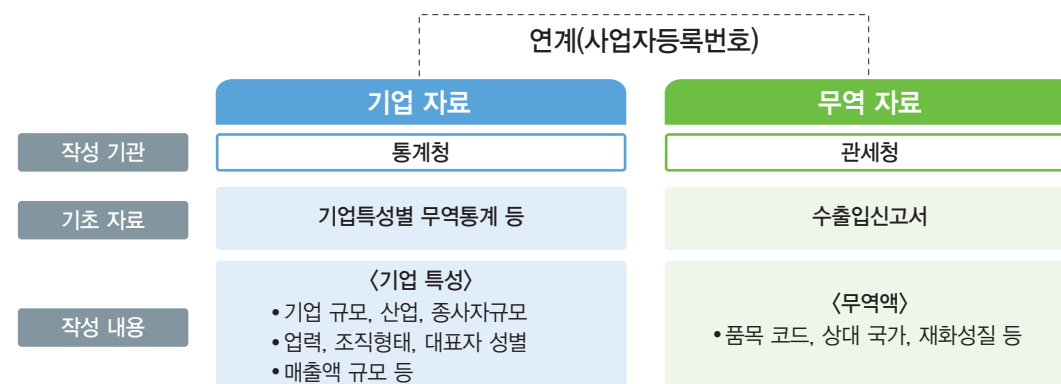 연계(사업자등록번호)
기업 자료
무역 자료
작성 기관
통계청
관세청
기초 자료
기업특성별 무역통계 등
수출입신고서
작성 내용
〈기업 특성〉
•기업 규모, 산업, 종사자규모
•업력, 조직형태, 대표자 성별
•매출액 규모 등
〈무역액〉
•품목 코드, 상대 국가, 재화성질 등